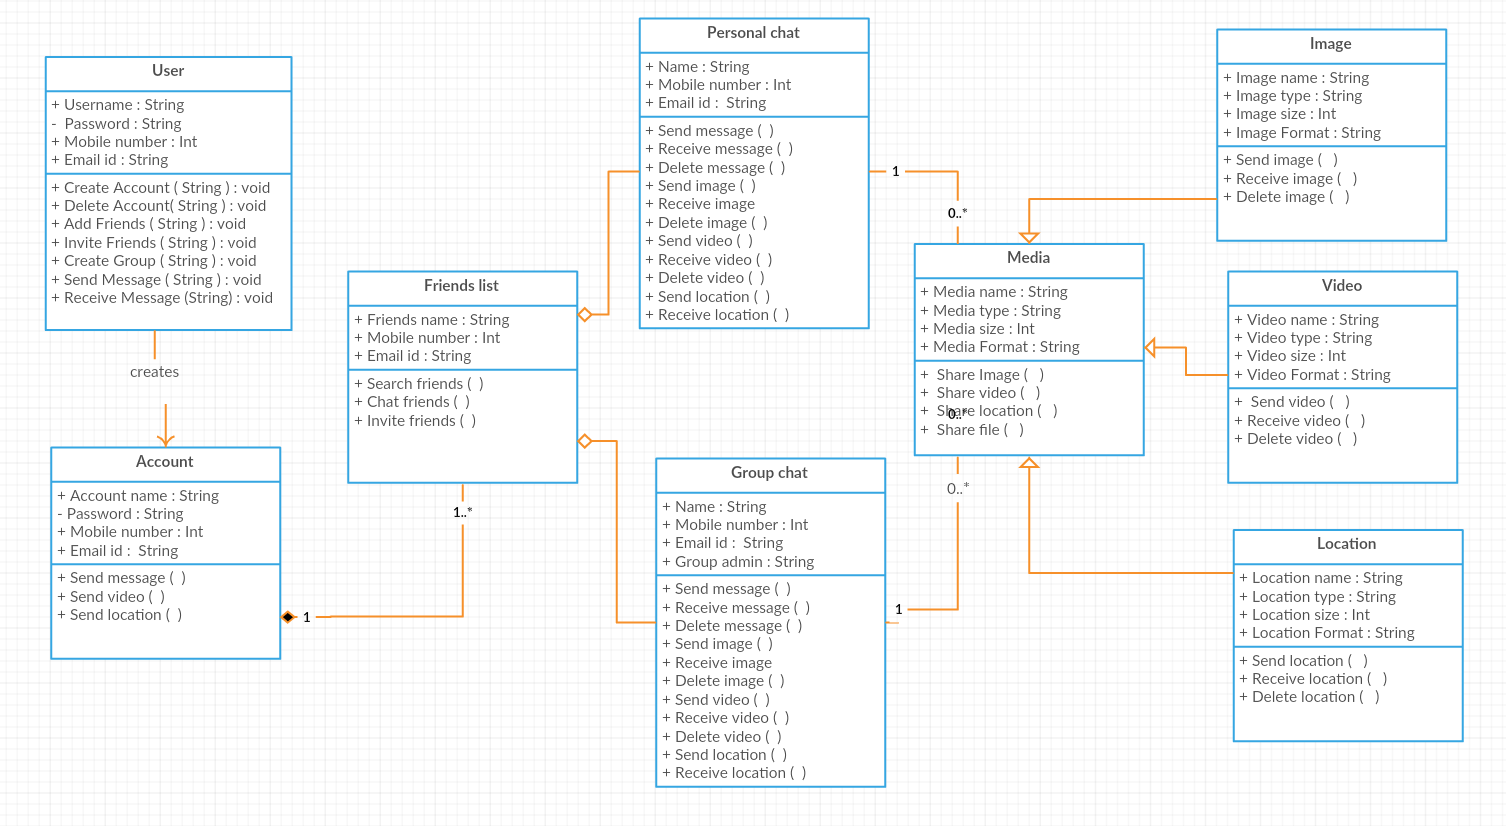 User
+ Username : String
-  Password : String
+ Mobile number : Int
+ Email id : String
+ Create Account ( String ) : void
+ Delete Account( String ) : void
+ Add Friends ( String ) : void
+ Invite Friends ( String ) : void
+ Create Group ( String ) : void
+ Send Message ( String ) : void
+ Receive Message (String) : void
creates
Account
+ Account name : String
- Password : String
+ Mobile number : Int
+ Email id :  String
+ Send message (  )
+ Send video (  )
+ Send location (  )
1
Friends list
+ Friends name : String
+ Mobile number : Int
+ Email id : String
+ Search friends (  )
+ Chat friends (  )
+ Invite friends (  )
1..*
Personal chat
+ Name : String
+ Mobile number : Int
+ Email id :  String
+ Send message (  )
+ Receive message (  )
+ Delete message (  )
+ Send image (  )
+ Receive image
+ Delete image (  )
+ Send video (  )
+ Receive video (  )
+ Delete video (  )
+ Send location (  )
+ Receive location (  )
1
0..*
Group chat
+ Name : String
+ Mobile number : Int
+ Email id :  String
+ Group admin : String
+ Send message (  )
+ Receive message (  )
+ Delete message (  )
+ Send image (  )
+ Receive image
+ Delete image (  )
+ Send video (  )
+ Receive video (  )
+ Delete video (  )
+ Send location (  )
+ Receive location (  )
1
Media
+ Media name : String
+ Media type : String
+ Media size : Int
+ Media Format : String
+  Share Image (   )
+  Share video (   )
+  Share location (   )
0..*
+  Share file (   )
0..*
Image
+ Image name : String
+ Image type : String
+ Image size : Int
+ Image Format : String
+ Send image (   )
+ Receive image (   )
+ Delete image (   )
Video
+ Video name : String
+ Video type : String
+ Video size : Int
+ Video Format : String
+  Send video (   )
+ Receive video (   )
+ Delete video (   )
Location
+ Location name : String
+ Location type : String
+ Location size : Int
+ Location Format : String
+ Send location (   )
+ Receive location (   )
+ Delete location (   )